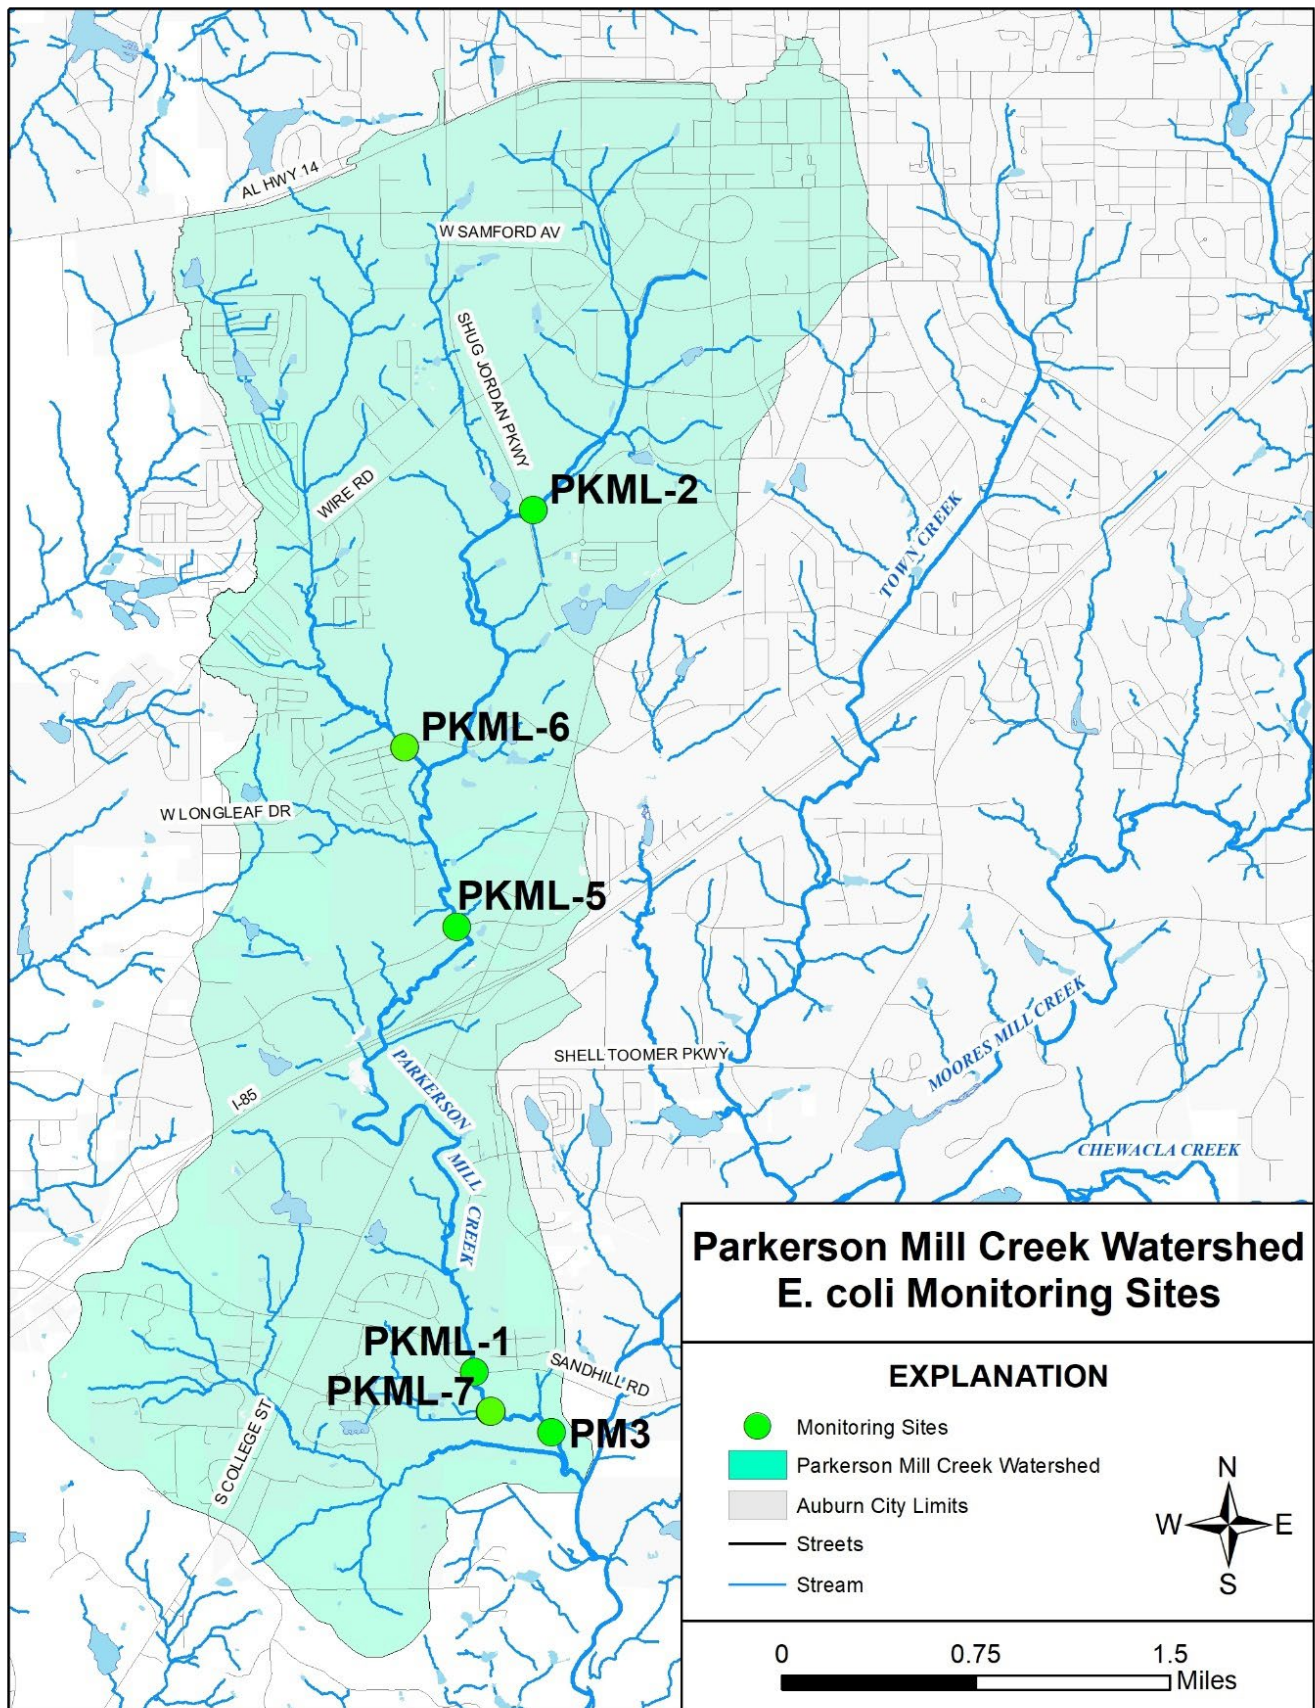 AL HWY 14
W SAMFORD AV
SHUG JORDAN PKWY
WIRE RD
PKML-2
TOWN CREEK
PKML-6
W LONGLEAF DR
PKML-5
SHELL TOOMER PKWY
MOORES MILL CREEK
I-85
PARKERSON
MILL
CREEK
CHEWACLA CREEK
PKML-1
SANDHILL RD
PKML-7
PM3
S COLLEGE ST
Parkerson Mill Creek Watershed
E. coli Monitoring Sites
EXPLANATION
Monitoring Sites
Parkerson Mill Creek Watershed
Auburn City Limits
Streets
Stream
N
W E
S
0 0.75 1.5
Miles